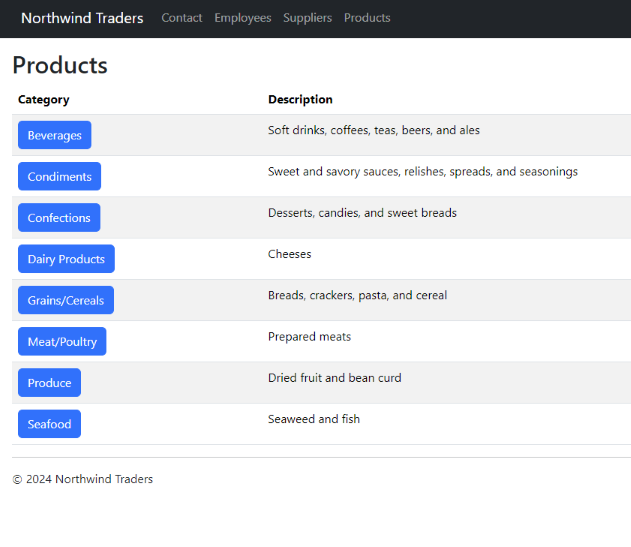 Northwind Traders Contact Employees Suppliers Products
Products
Category Description
Beverages Soft drinks, coffees, teas, beers, and ales
Condiments Sweet and savory sauces, relishes, spreads, and seasonings
Confections Desserts, candies, and sweet breads
Dairy Products Cheeses
Grains/Cereals Breads, crackers, pasta, and cereal
Meat/Poultry Prepared meats
Produce Dried fruit and bean curd
Seafood Seaweed and fish
© 2024 Northwind Traders